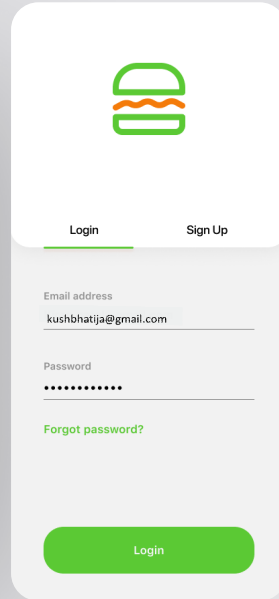 Login
Sign Up
Email address
kushbhatija@gmail.com
Password
••••••••••••
Forgot password?
Login